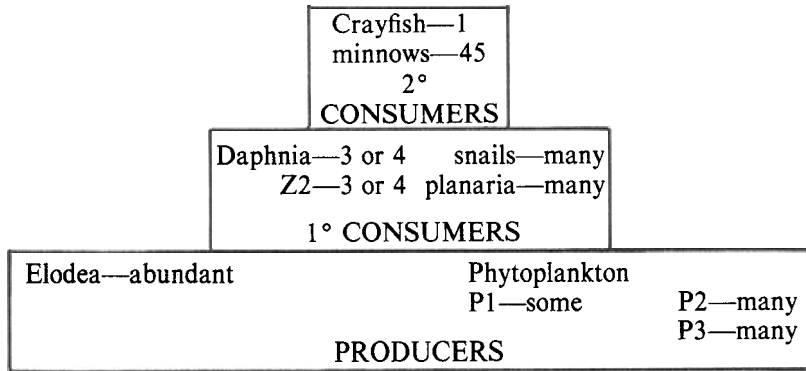 Crayfish—1
minnows—45
2°
CONSUMERS
Daphnia—3 or 4 snails—many
Z2—3 or 4 planaria—many
1° CONSUMERS
Elodea—abundant Phytoplankton
P1—some P2—many
P3—many
PRODUCERS